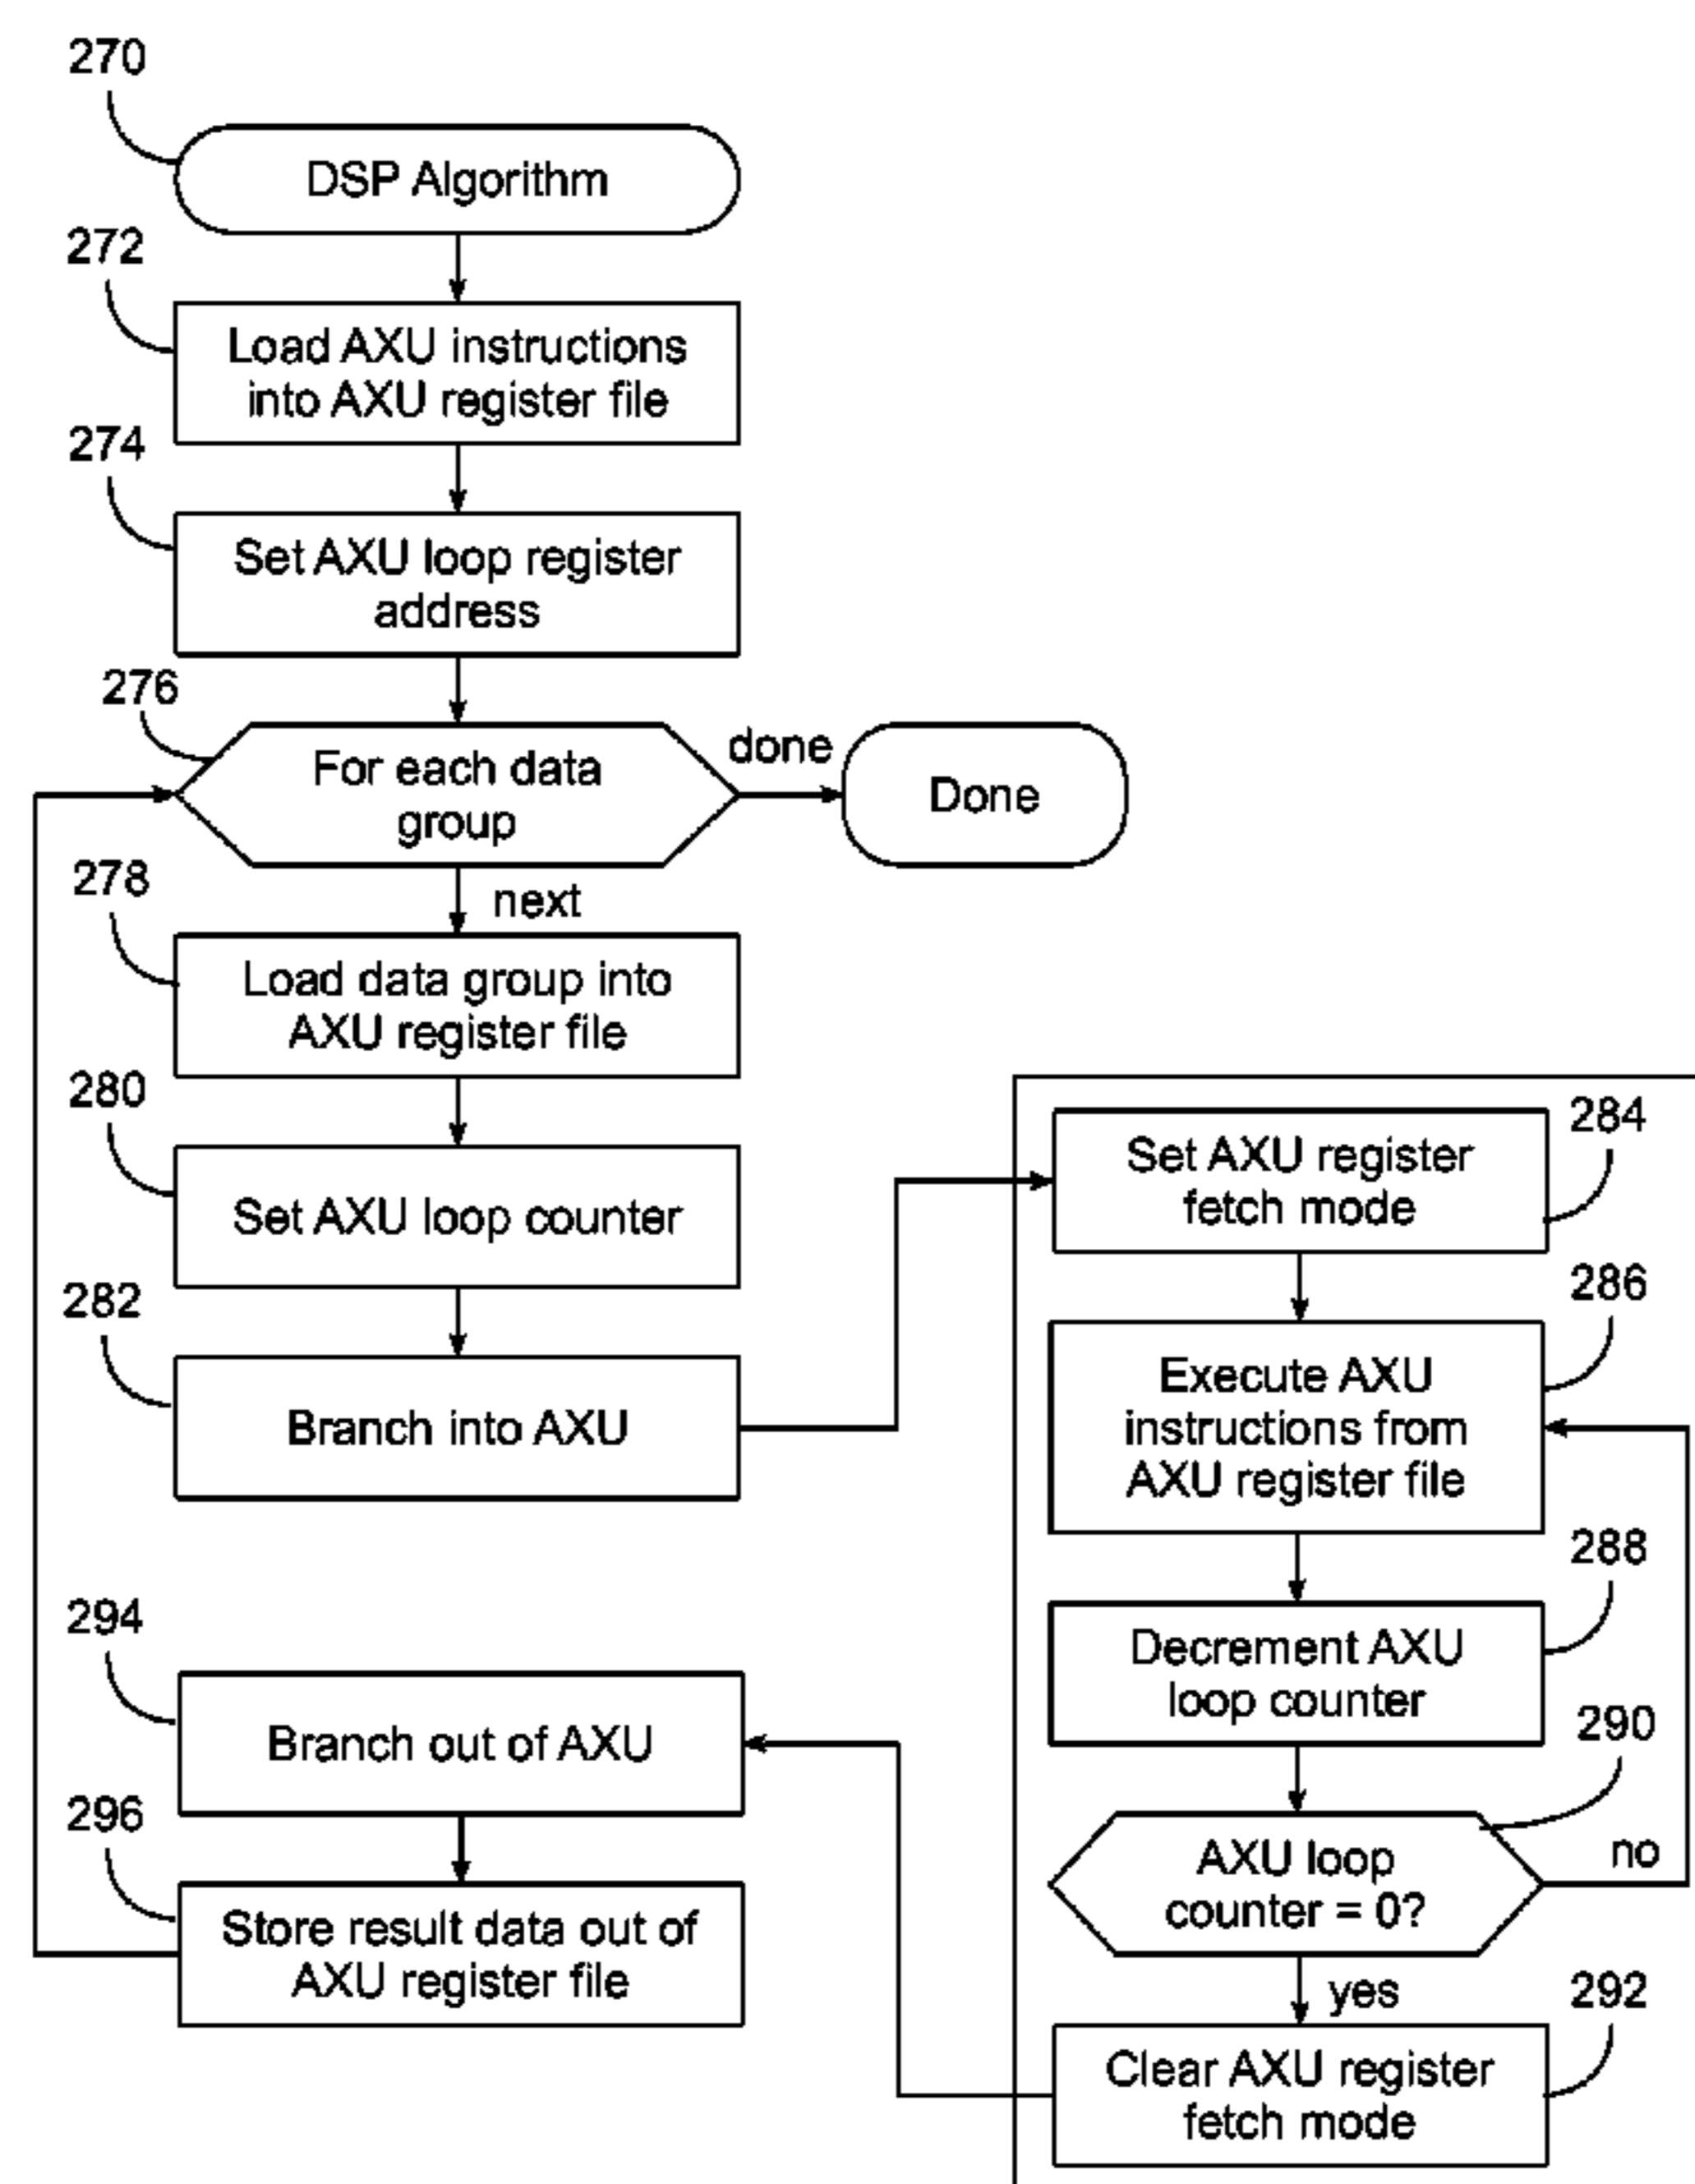 270
DSP Algorithm
272
Load AXU instructions
into AXU register file
274
Set AXU loop register
address
276
For each data
group
done
Done
278
next
Load data group into
AXU register file
280
Set AXU loop counter
282
Branch into AXU
284
Set AXU register
fetch mode
286
Execute AXU
instructions from
AXU register file
288
Decrement AXU
loop counter
290
AXU loop
counter = 0?
no
yes
292
Clear AXU register
fetch mode
294
Branch out of AXU
296
Store result data out of
AXU register file